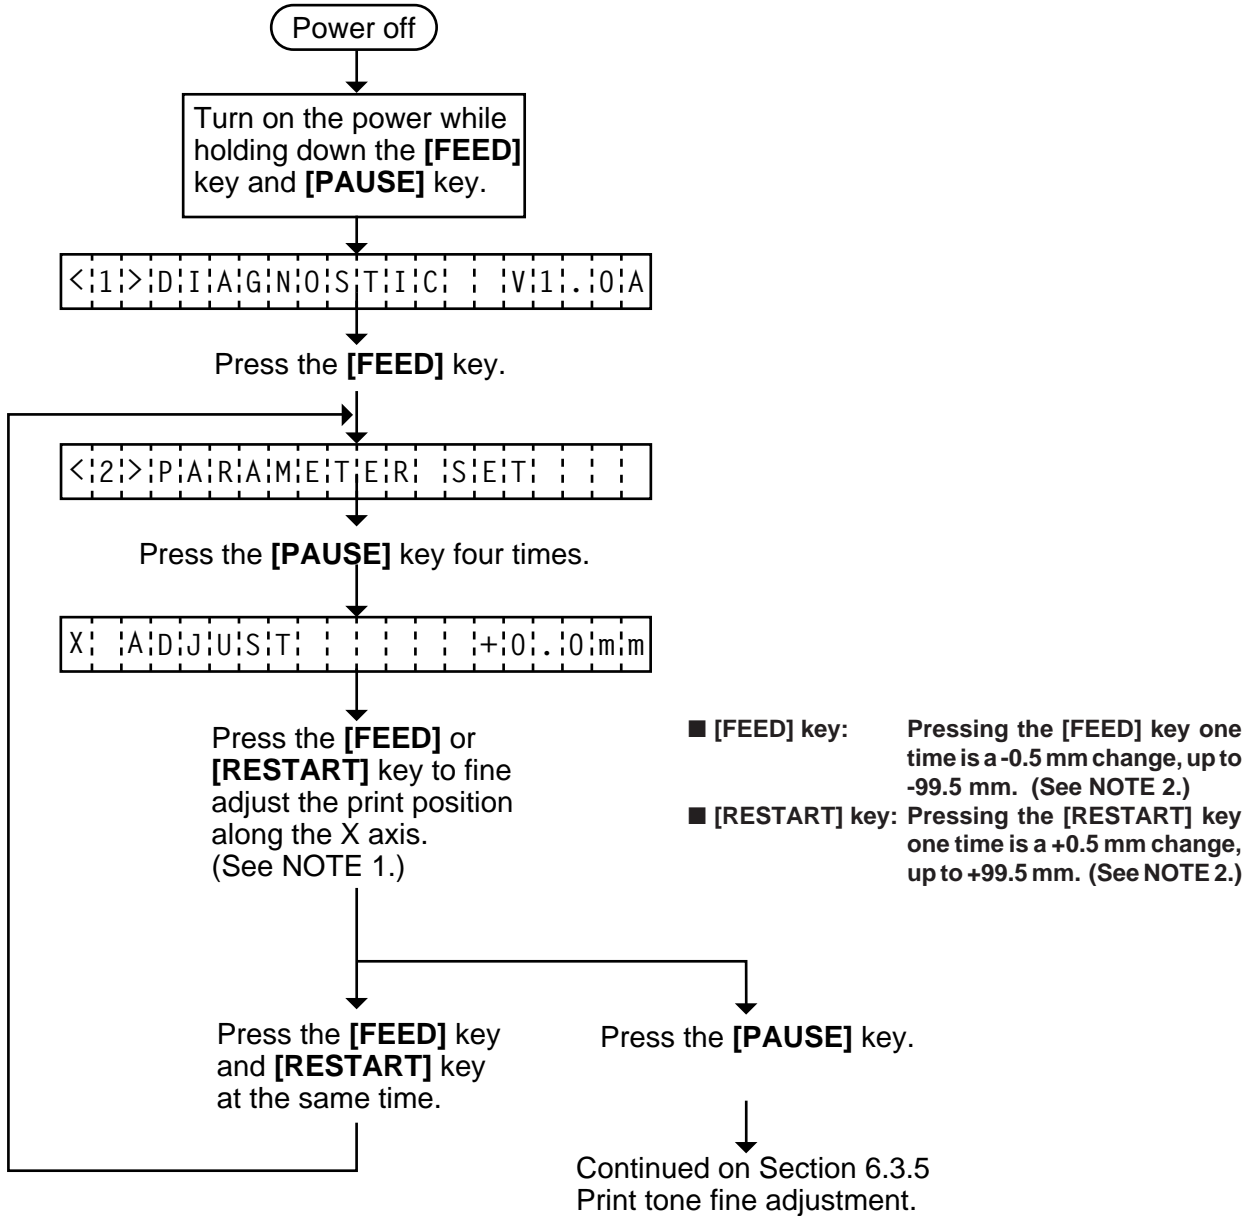 Power off
Turn on the power while
holding down the [FEED]
key and [PAUSE] key.
<1>DIAGNOSTIC  V1.0A
Press the [FEED] key.
<2>PARAMETER SET
Press the [PAUSE] key four times.
X ADJUST     +0.0mm
Press the [FEED] or
[RESTART] key to fine
adjust the print position
along the X axis.
(See NOTE 1.)
■ [FEED] key: Pressing the [FEED] key one
time is a -0.5 mm change, up to
-99.5 mm. (See NOTE 2.)
■ [RESTART] key: Pressing the [RESTART] key
one time is a +0.5 mm change,
up to +99.5 mm. (See NOTE 2.)
Press the [FEED] key
and [RESTART] key
at the same time.
Press the [PAUSE] key.
Continued on Section 6.3.5
Print tone fine adjustment.